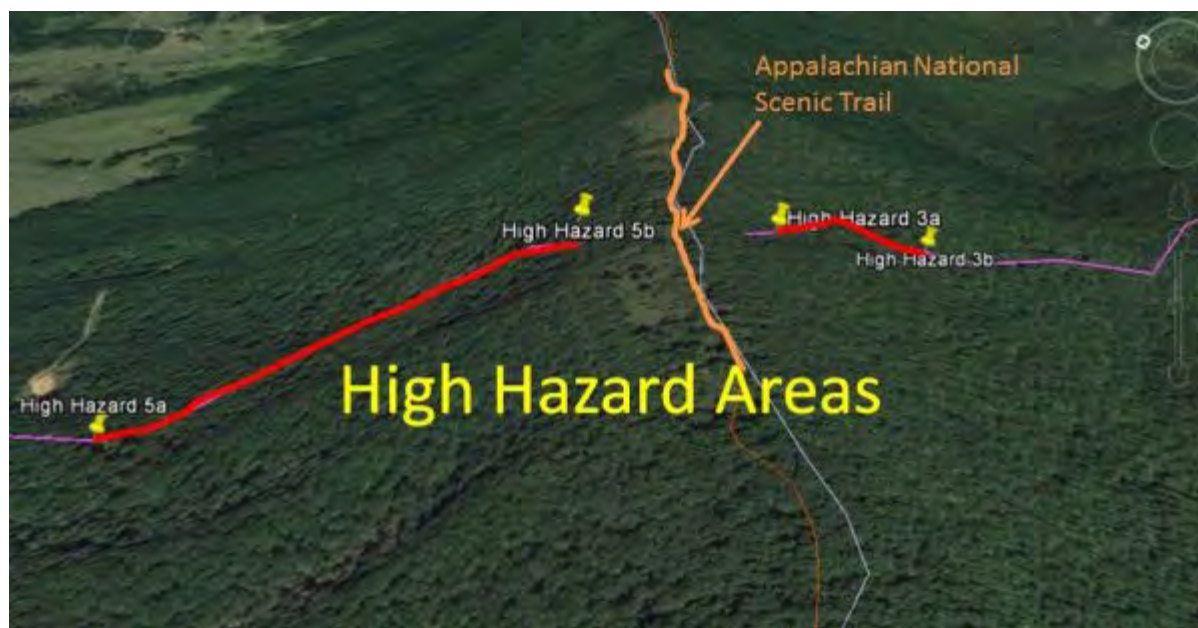 Appalachian National
Scenic Trail
High Hazard 3a
High Hazard 5b
High Hazard 3b
High Hazard Areas
High Hazard 5a